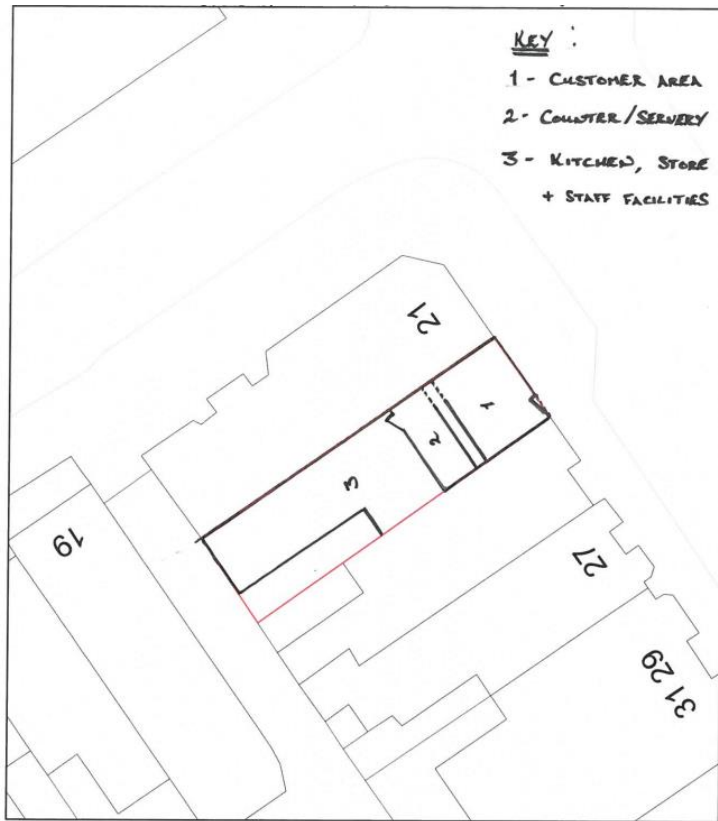 KEY :
1 - CUSTOMER AREA
2 - COUNTER/SERVERY
3 - KITCHEN, STORE
+ STAFF FACILITIES
21
1
2
3
19
27
31 29